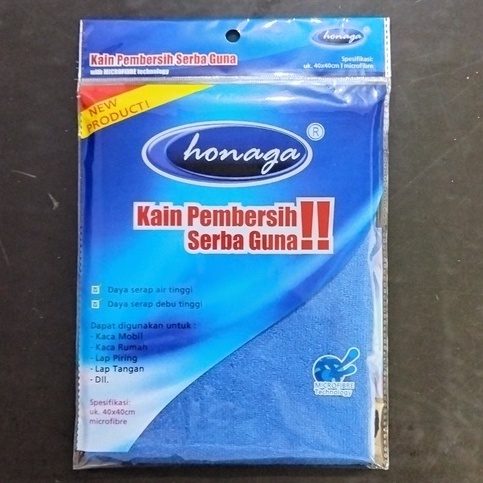 Kain Pembersih Serba Guna
with MICROFIBRE technology
honaga
Spesifikasi:
uk. 40x40cm | microfibre
NEW
PRODUCT!
honaga ®
Kain Pembersih
Serba Guna !!
Daya serap air tinggi
Daya serap debu tinggi
Dapat digunakan untuk :
- Kaca Mobil
- Kaca Rumah
- Lap Piring
- Lap Tangan
- Dll.
MICROFIBRE
Technology
Spesifikasi:
uk. 40x40cm
microfibre